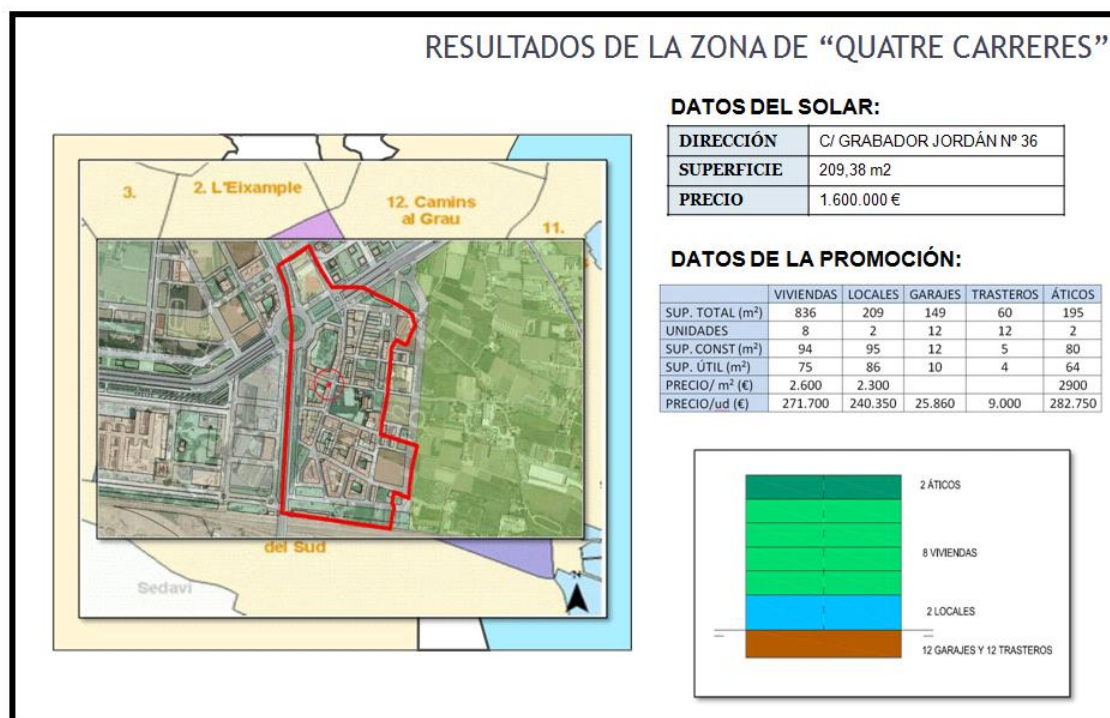 RESULTADOS DE LA ZONA DE “QUATRE CARRERES”
3.
2. L'Eixample
12. Camins
al Grau
11.
del Sud
Sedaví
N
DATOS DEL SOLAR:
DIRECCIÓN C/ GRABADOR JORDÁN Nº 36
SUPERFICIE 209,38 m2
PRECIO 1.600.000 €
DATOS DE LA PROMOCIÓN:
VIVIENDAS LOCALES GARAJES TRASTEROS ÁTICOS
SUP. TOTAL (m²) 836 209 149 60 195
UNIDADES 8 2 12 12 2
SUP. CONST (m²) 94 95 12 5 80
SUP. ÚTIL (m²) 75 86 10 4 64
PRECIO/ m² (€) 2.600 2.300 2900
PRECIO/ud (€) 271.700 240.350 25.860 9.000 282.750
2 ÁTICOS
8 VIVIENDAS
2 LOCALES
12 GARAJES Y 12 TRASTEROS